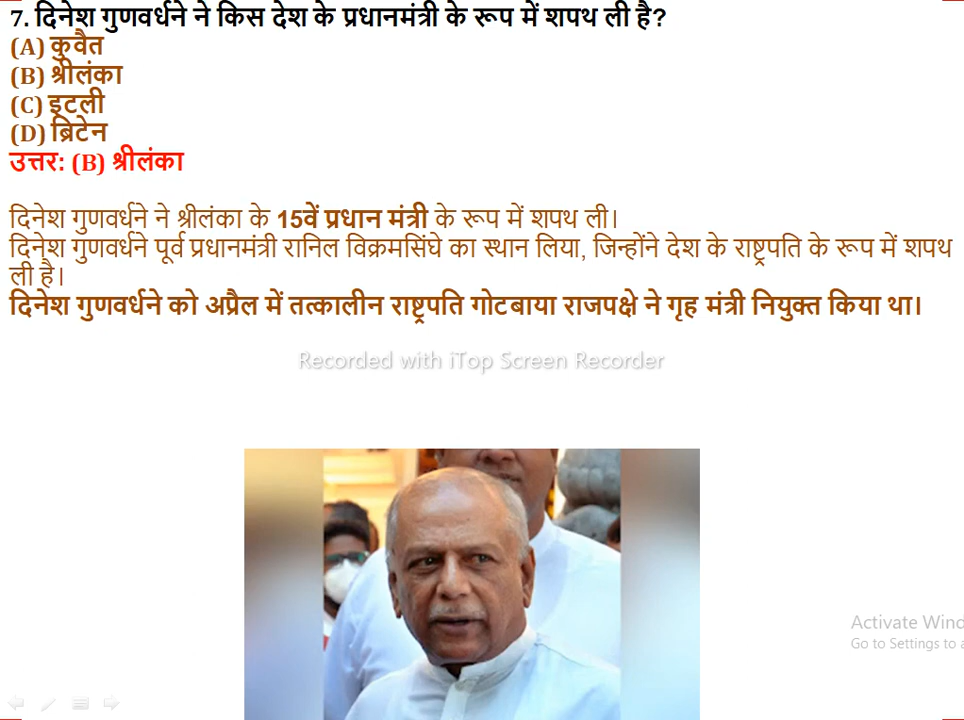 7. दिनेश गुणवर्धने ने किस देश के प्रधानमंत्री के रूप में शपथ ली है?
(A) कुवैत
(B) श्रीलंका
(C) इटली
(D) ब्रिटेन
उत्तर: (B) श्रीलंका
दिनेश गुणवर्धने ने श्रीलंका के 15वें प्रधान मंत्री के रूप में शपथ ली।
दिनेश गुणवर्धने पूर्व प्रधानमंत्री रानिल विक्रमसिंघे का स्थान लिया, जिन्होंने देश के राष्ट्रपति के रूप में शपथ
ली है।
दिनेश गुणवर्धने को अप्रैल में तत्कालीन राष्ट्रपति गोटबाया राजपक्षे ने गृह मंत्री नियुक्त किया था।
Recorded with iTop Screen Recorder
Activate Wind
Go to Settings to a